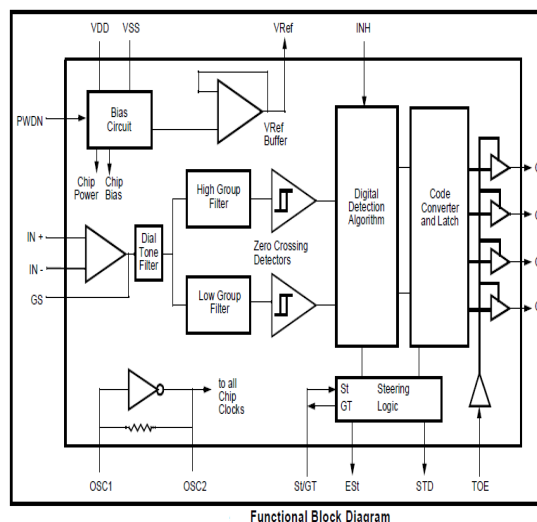 VDD VSS VRef INH
PWDN
Bias
Circuit
VRef
Buffer
Chip
Power
Chip
Bias
High Group
Filter
Digital
Detection
Algorithm
Code
Converter
and Latch
IN +
IN -
GS
Dial
Tone
Filter
Zero Crossing
Detectors
Low Group
Filter
to all
Chip
Clocks
St Steering
GT Logic
OSC1 OSC2 St/GT ESt STD TOE
Functional Block Diagram